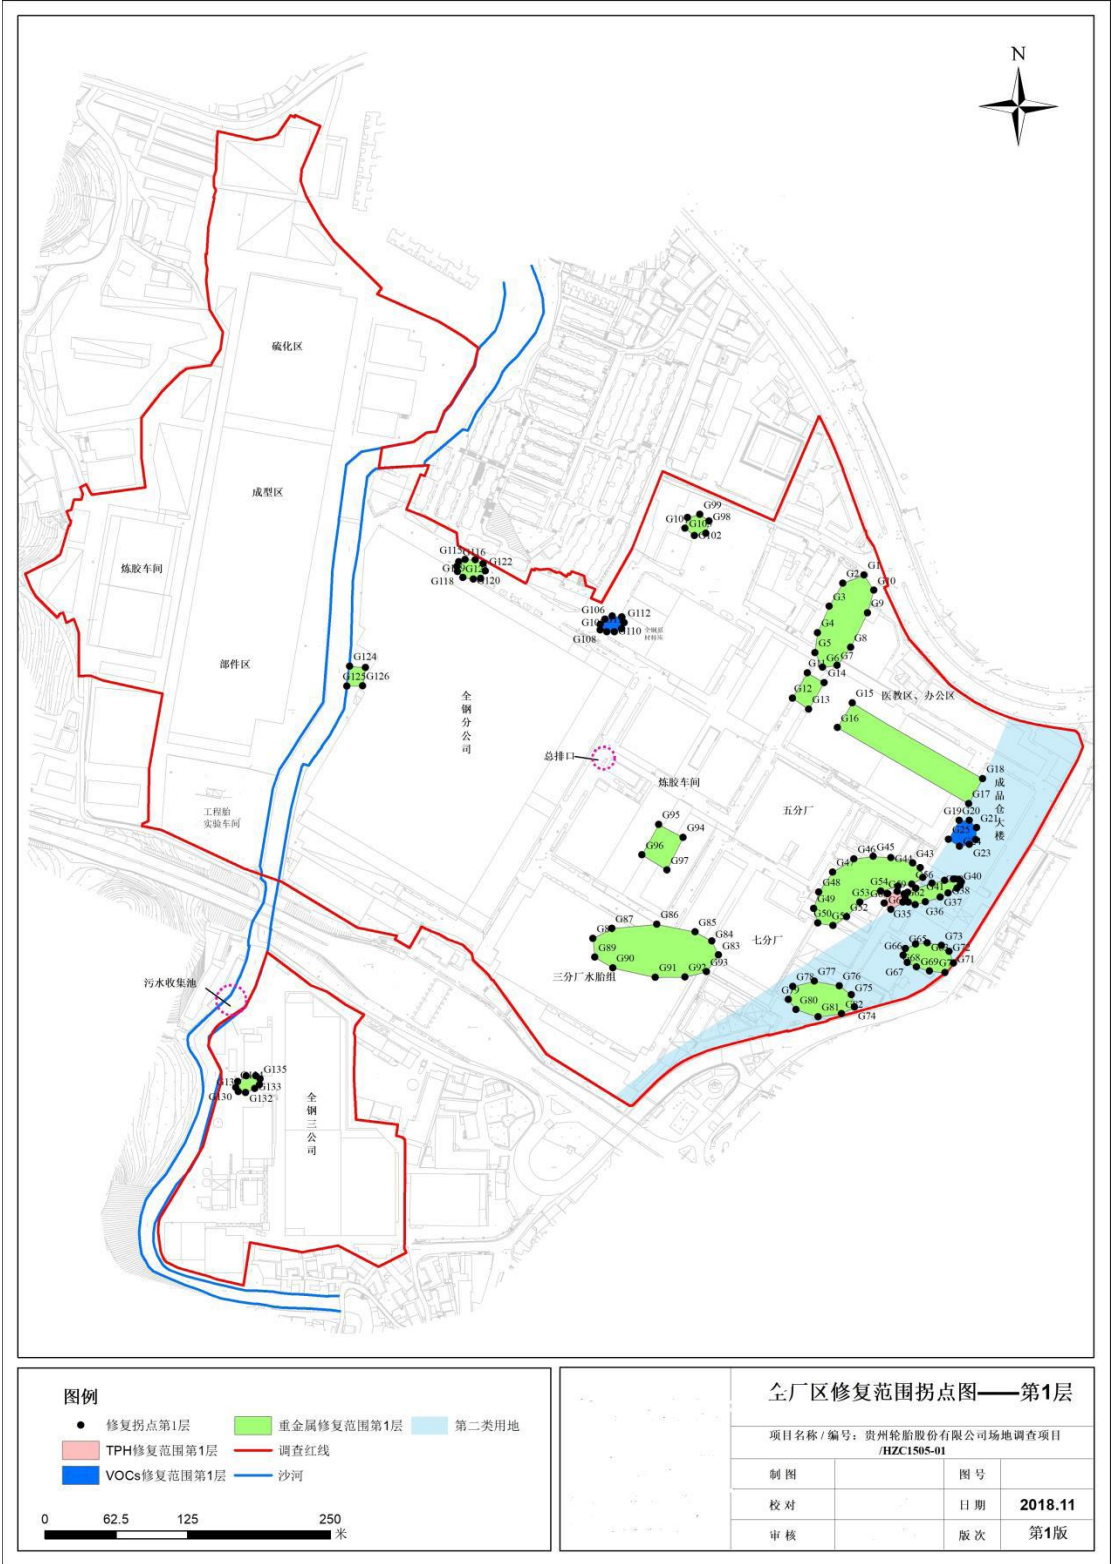 N
硫化区
成型区
炼胶车间
部件区
全钢分公司
工程胎
实验车间
总排口
炼胶车间
五分厂
七分厂
三分厂水胎组
医教区、办公区
成品仓大楼
污水收集池
全钢三公司
G99
G98
G102
G116
G122
G118
G120
G106
G112
G108
G110
G124
G125
G126
G1
G2
G3
G9
G4
G8
G5
G7
G6
G14
G12
G13
G15
G16
G18
G17
G19
G20
G21
G25
G23
G95
G94
G96
G97
G46
G45
G44
G43
G47
G48
G49
G50
G52
G53
G54
G56
G40
G41
G37
G36
G35
G87
G86
G85
G84
G83
G89
G90
G91
G92
G93
G65
G73
G66
G72
G71
G67
G69
G78
G77
G76
G79
G75
G80
G81
G82
G74
G135
G133
G130
G132
图例
修复拐点第1层
重金属修复范围第1层
第二类用地
TPH修复范围第1层
调查红线
VOCs修复范围第1层
沙河
0 62.5 125 250
米
全厂区修复范围拐点图——第1层
项目名称 / 编号：贵州轮胎股份有限公司场地调查项目
/HZC1505-01
制 图 图 号
校 对 日 期 2018.11
审 核 版 次 第1版